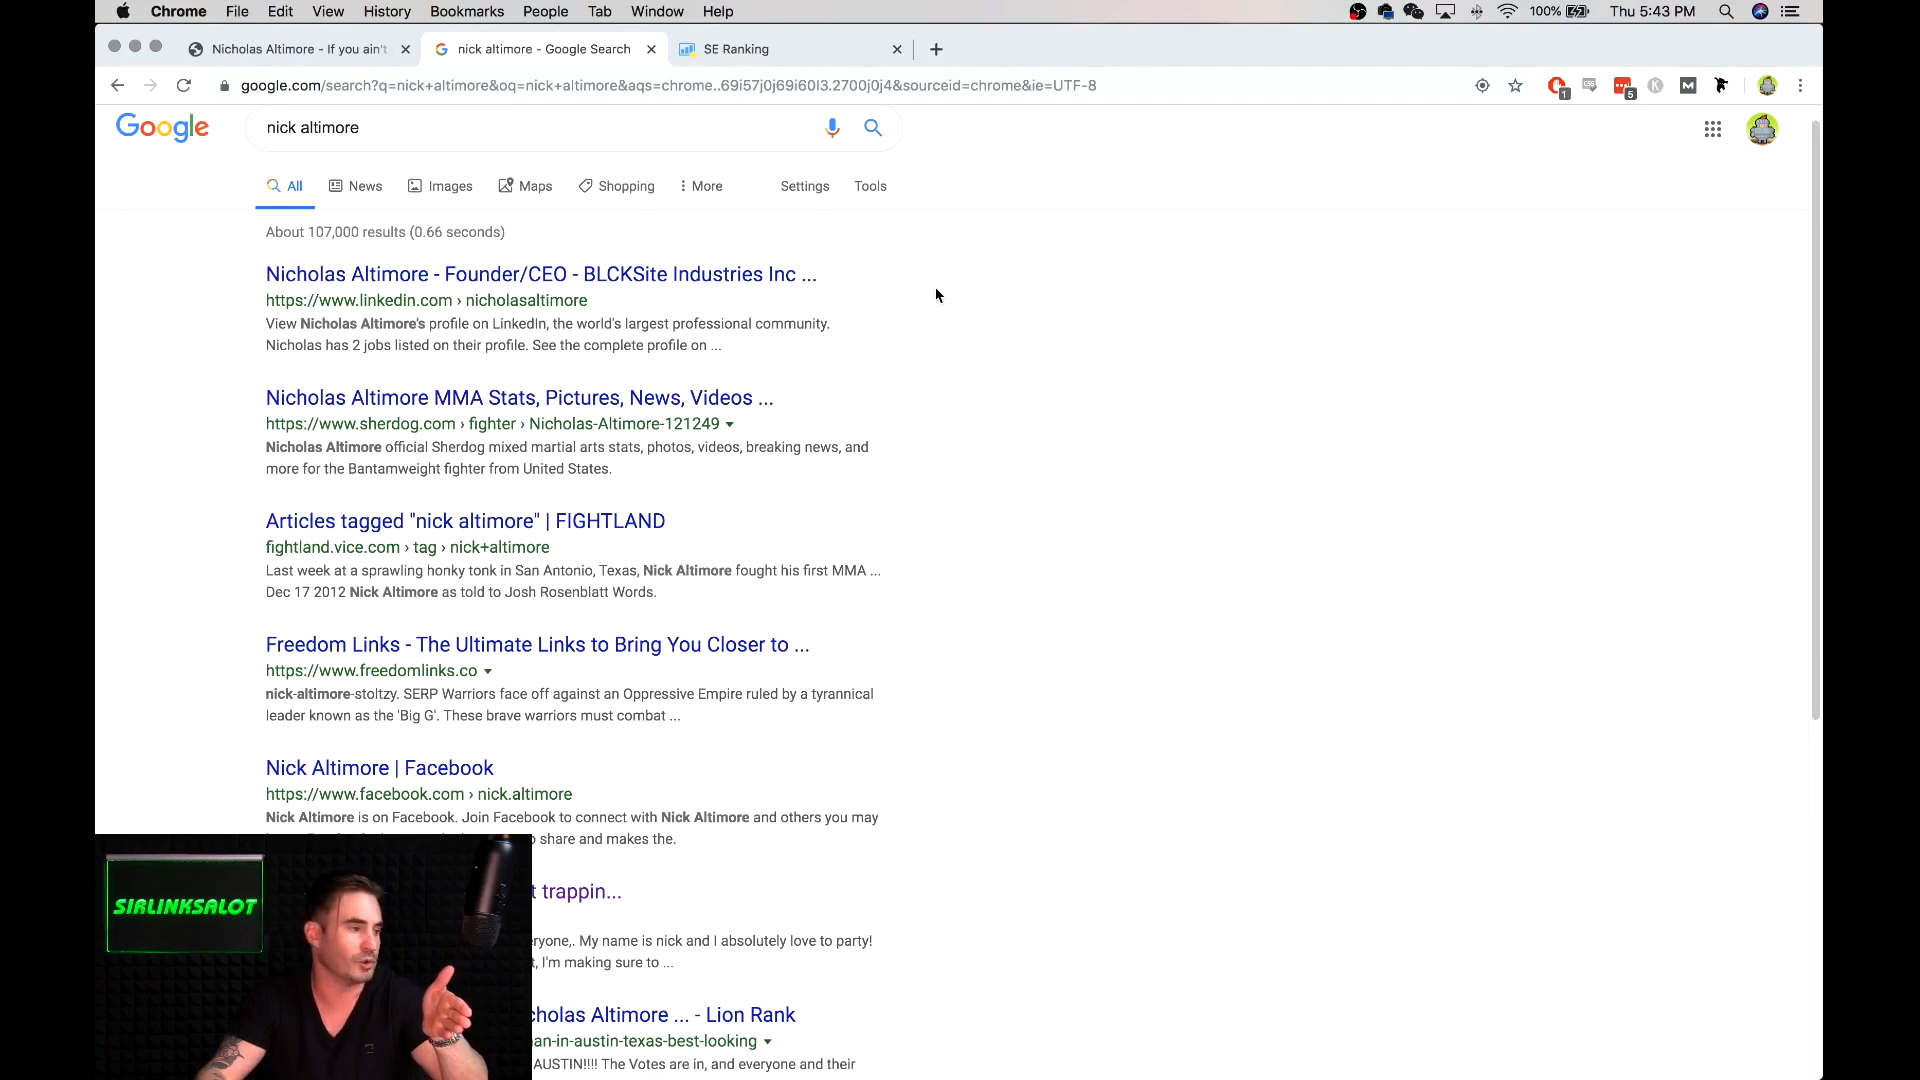 Chrome File Edit View History Bookmarks People Tab Window Help 100% Thu 5:43 PM
Nicholas Altimore - If you ain't nick altimore - Google Search SE Ranking
google.com/search?q=nick+altimore&oq=nick+altimore&aqs=chrome..69i57j0j69i60l3.2700j0j4&sourceid=chrome&ie=UTF-8 1 CSS 5 K M
Google nick altimore
All News Images Maps Shopping More Settings Tools
About 107,000 results (0.66 seconds)
Nicholas Altimore - Founder/CEO - BLCKSite Industries Inc ...
https://www.linkedin.com › nicholasaltimore
View Nicholas Altimore's profile on LinkedIn, the world's largest professional community.
Nicholas has 2 jobs listed on their profile. See the complete profile on ...
Nicholas Altimore MMA Stats, Pictures, News, Videos ...
https://www.sherdog.com › fighter › Nicholas-Altimore-121249
Nicholas Altimore official Sherdog mixed martial arts stats, photos, videos, breaking news, and
more for the Bantamweight fighter from United States.
Articles tagged "nick altimore" | FIGHTLAND
fightland.vice.com › tag › nick+altimore
Last week at a sprawling honky tonk in San Antonio, Texas, Nick Altimore fought his first MMA ...
Dec 17 2012 Nick Altimore as told to Josh Rosenblatt Words.
Freedom Links - The Ultimate Links to Bring You Closer to ...
https://www.freedomlinks.co
nick-altimore-stoltzy. SERP Warriors face off against an Oppressive Empire ruled by a tyrannical
leader known as the 'Big G'. These brave warriors must combat ...
Nick Altimore | Facebook
https://www.facebook.com › nick.altimore
Nick Altimore is on Facebook. Join Facebook to connect with Nick Altimore and others you may
share and makes the.
trappin...
eryone,. My name is nick and I absolutely love to party!
t, I'm making sure to ...
cholas Altimore ... - Lion Rank
an-in-austin-texas-best-looking
AUSTIN!!!! The Votes are in, and everyone and their
SIRLINKSALOT